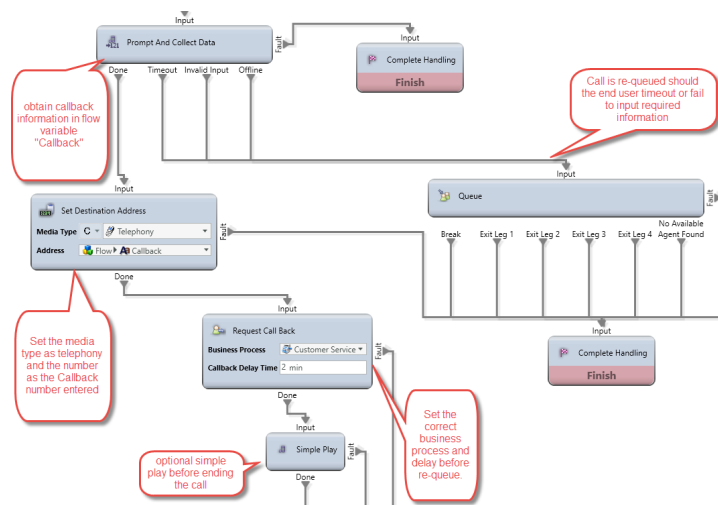 Input
Prompt And Collect Data
Fault
Done Timeout Invalid Input Offline
Input
Complete Handling
Finish
obtain callback
information in flow
variable
"Callback"
Call is re-queued should
the end user timeout or fail
to input required
information
Input
Set Destination Address
Media Type C Telephony
Address Flow Callback
Fault
Done
Input
Queue
Fault
Break Exit Leg 1 Exit Leg 2 Exit Leg 3 Exit Leg 4 No Available
Agent Found
Set the media
type as telephony
and the number
as the Callback
number entered
Input
Request Call Back
Business Process Customer Service
Callback Delay Time 2 min
Fault
Done
Input
Complete Handling
Finish
Set the
correct
business
process and
delay before
re-queue.
optional simple
play before ending
the call
Input
Simple Play
Fault
Done